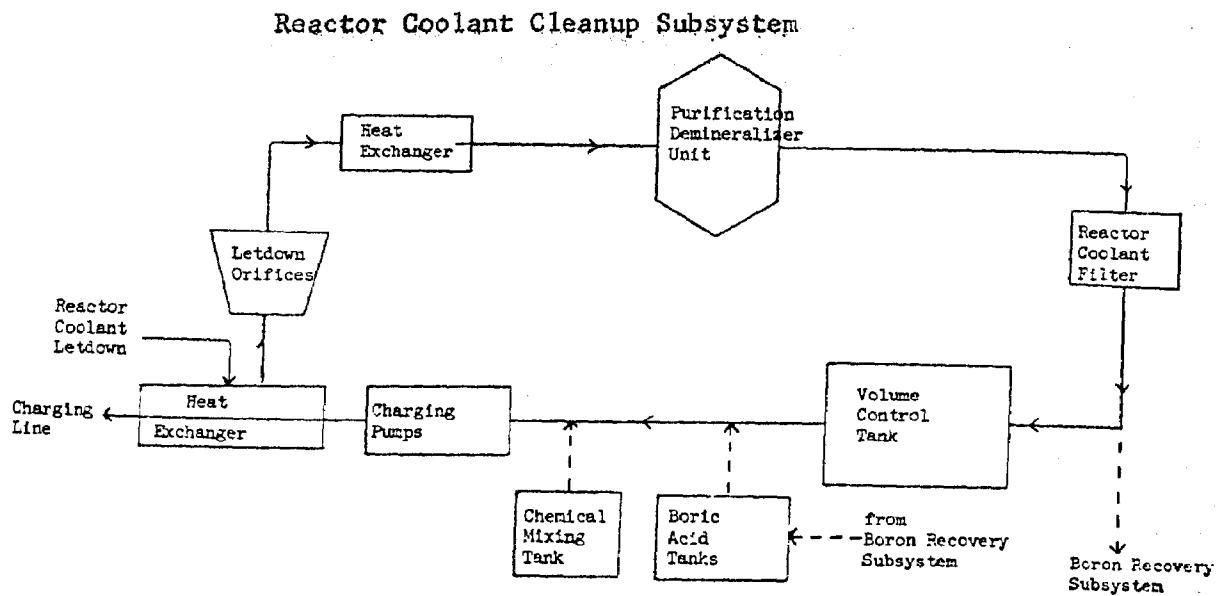 Reactor Coolant Cleanup Subsystem
Heat
Exchanger
Purification
Demineralizer
Unit
Reactor
Coolant
Filter
Letdown
Orifices
Reactor
Coolant
Letdown
Heat
Exchanger
Charging
Line
Charging
Pumps
Volume
Control
Tank
Chemical
Mixing
Tank
Boric
Acid
Tanks
from
Boron Recovery
Subsystem
Boron Recovery
Subsystem